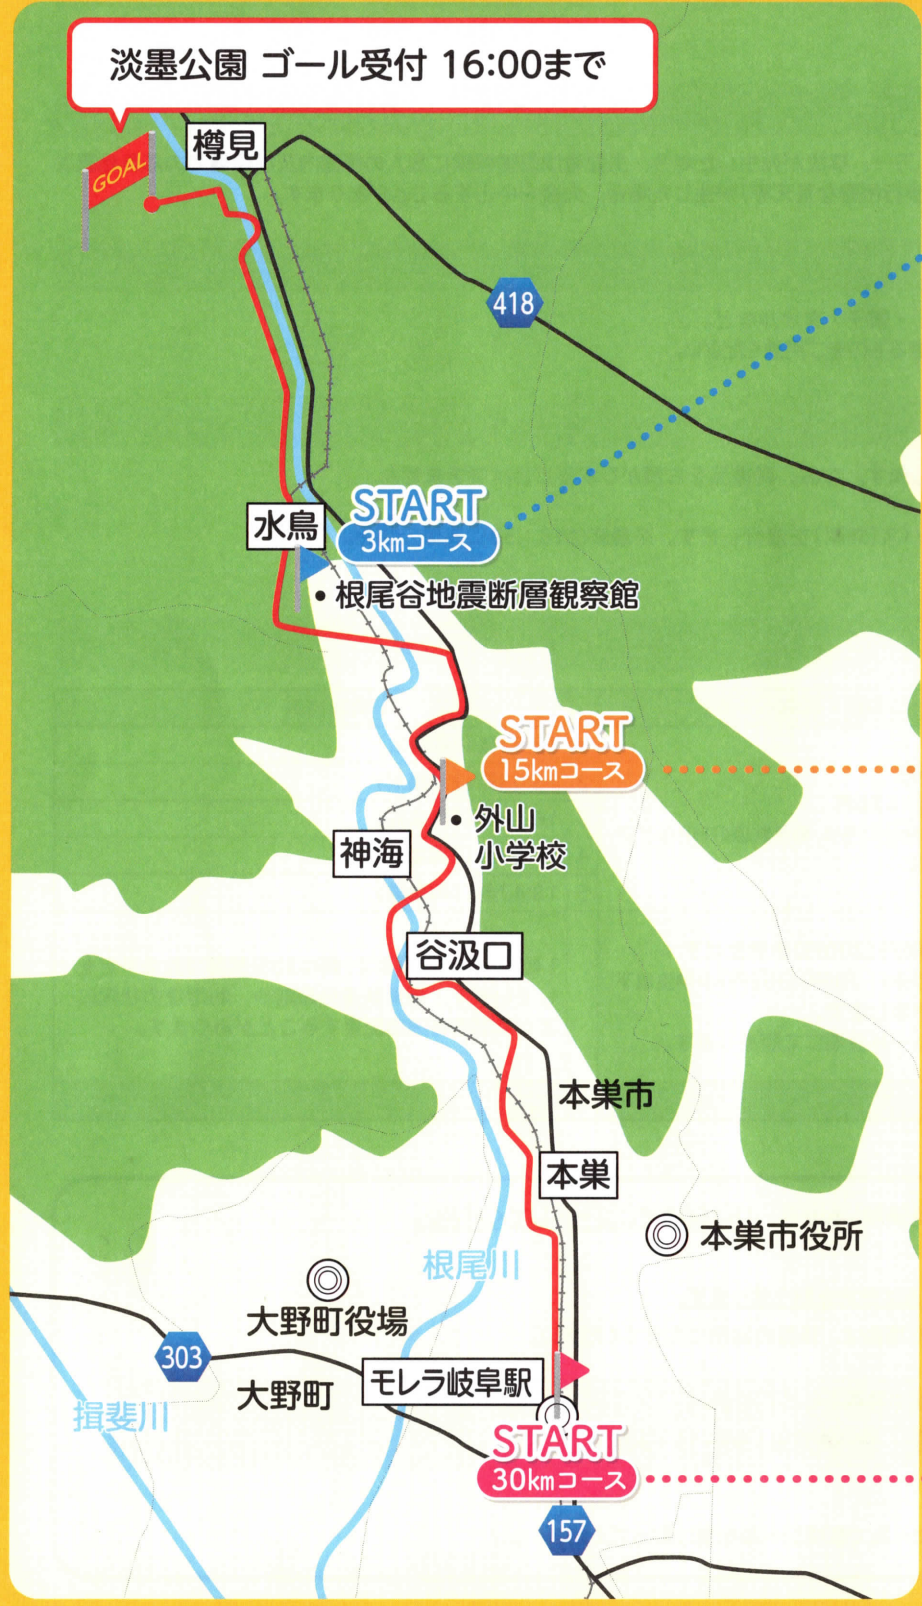 淡墨公園 ゴール受付 16:00まで
GOAL
樽見
418
水鳥
START
3kmコース
根尾谷地震断層観察館
START
15kmコース
外山
小学校
神海
谷汲口
本巣市
本巣
本巣市役所
根尾川
大野町役場
303
大野町
モレラ岐阜駅
揖斐川
START
30kmコース
157